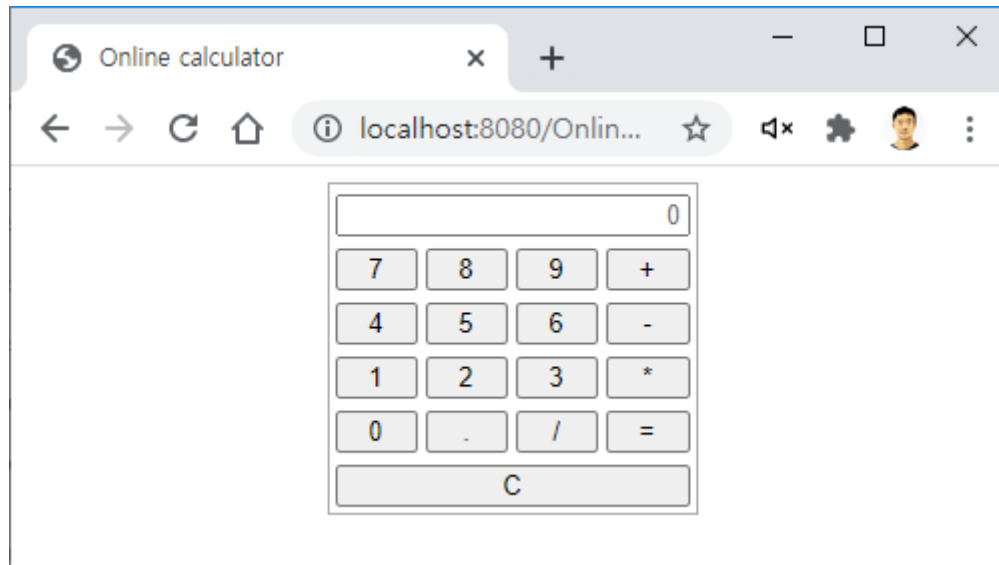 Online calculator
localhost:8080/Onlin...
0
7 8 9 +
4 5 6 -
1 2 3 *
0 . / =
C